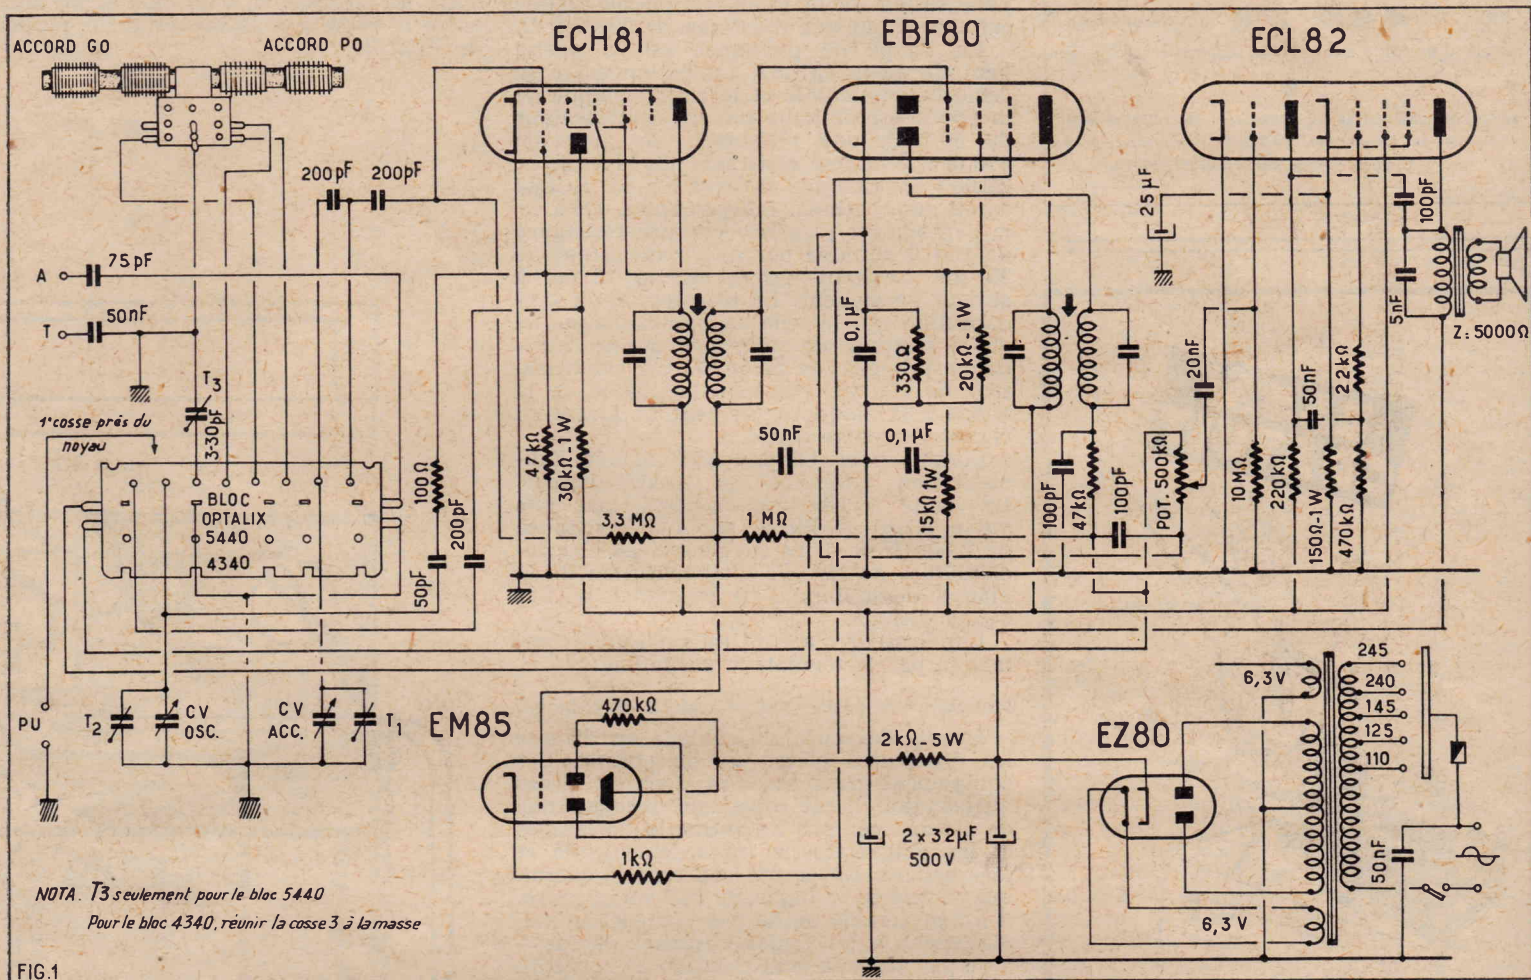 ACCORD GO
ACCORD PO
ECH81
EBF80
ECL82
200pF
200pF
25µF
100pF
A
75pF
T
50nF
5nF
Z:5000Ω
T3
3-30pF
1°cosse près du
noyau
0,1µF
330Ω
20kΩ-1W
20nF
50nF
2,2kΩ
BLOC
OPTALIX
5440
4340
100Ω
200pF
50pF
47kΩ
30kΩ-1W
50nF
0,1µF
15kΩ 1W
100pF
47kΩ
100pF
POT. 500kΩ
10MΩ
220kΩ
150Ω-1W
470kΩ
3,3 MΩ
1 MΩ
PU
T2
CV
OSC.
CV
ACC.
T1
EM85
470kΩ
2kΩ-5W
EZ80
6,3V
245
240
145
125
110
1kΩ
2x32µF
500V
50nF
6,3V
NOTA. T3 seulement pour le bloc 5440
Pour le bloc 4340, réunir la cosse 3 à la masse
FIG.1